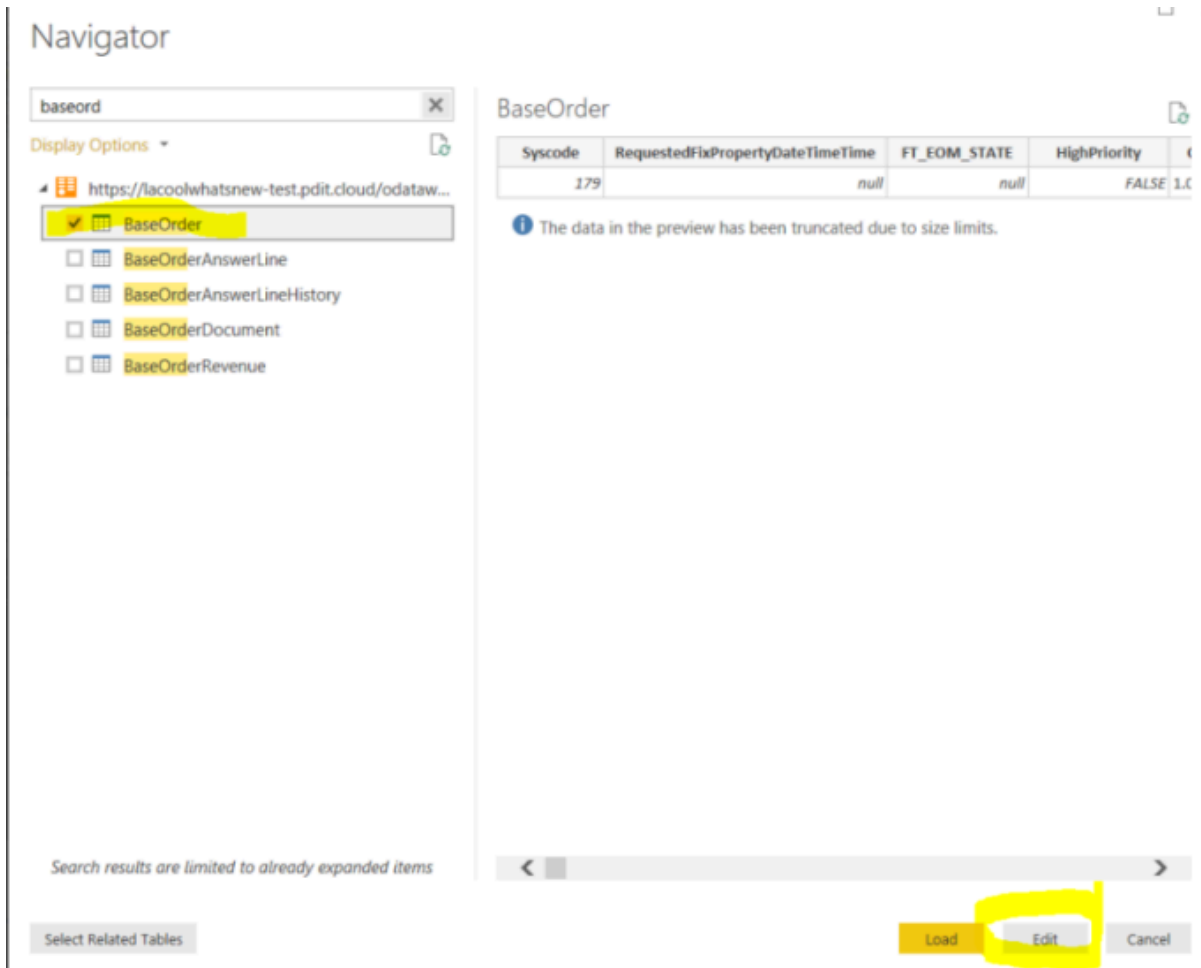 Navigator
baseord
Display Options
https://lacoolwhatsnew-test.pdit.cloud/odataw...
BaseOrder
BaseOrderAnswerLine
BaseOrderAnswerLineHistory
BaseOrderDocument
BaseOrderRevenue
Search results are limited to already expanded items
Select Related Tables
BaseOrder
Syscode RequestedFixPropertyDateTimeTime FT_EOM_STATE HighPriority
179 null null FALSE 1.0
The data in the preview has been truncated due to size limits.
Load Edit Cancel